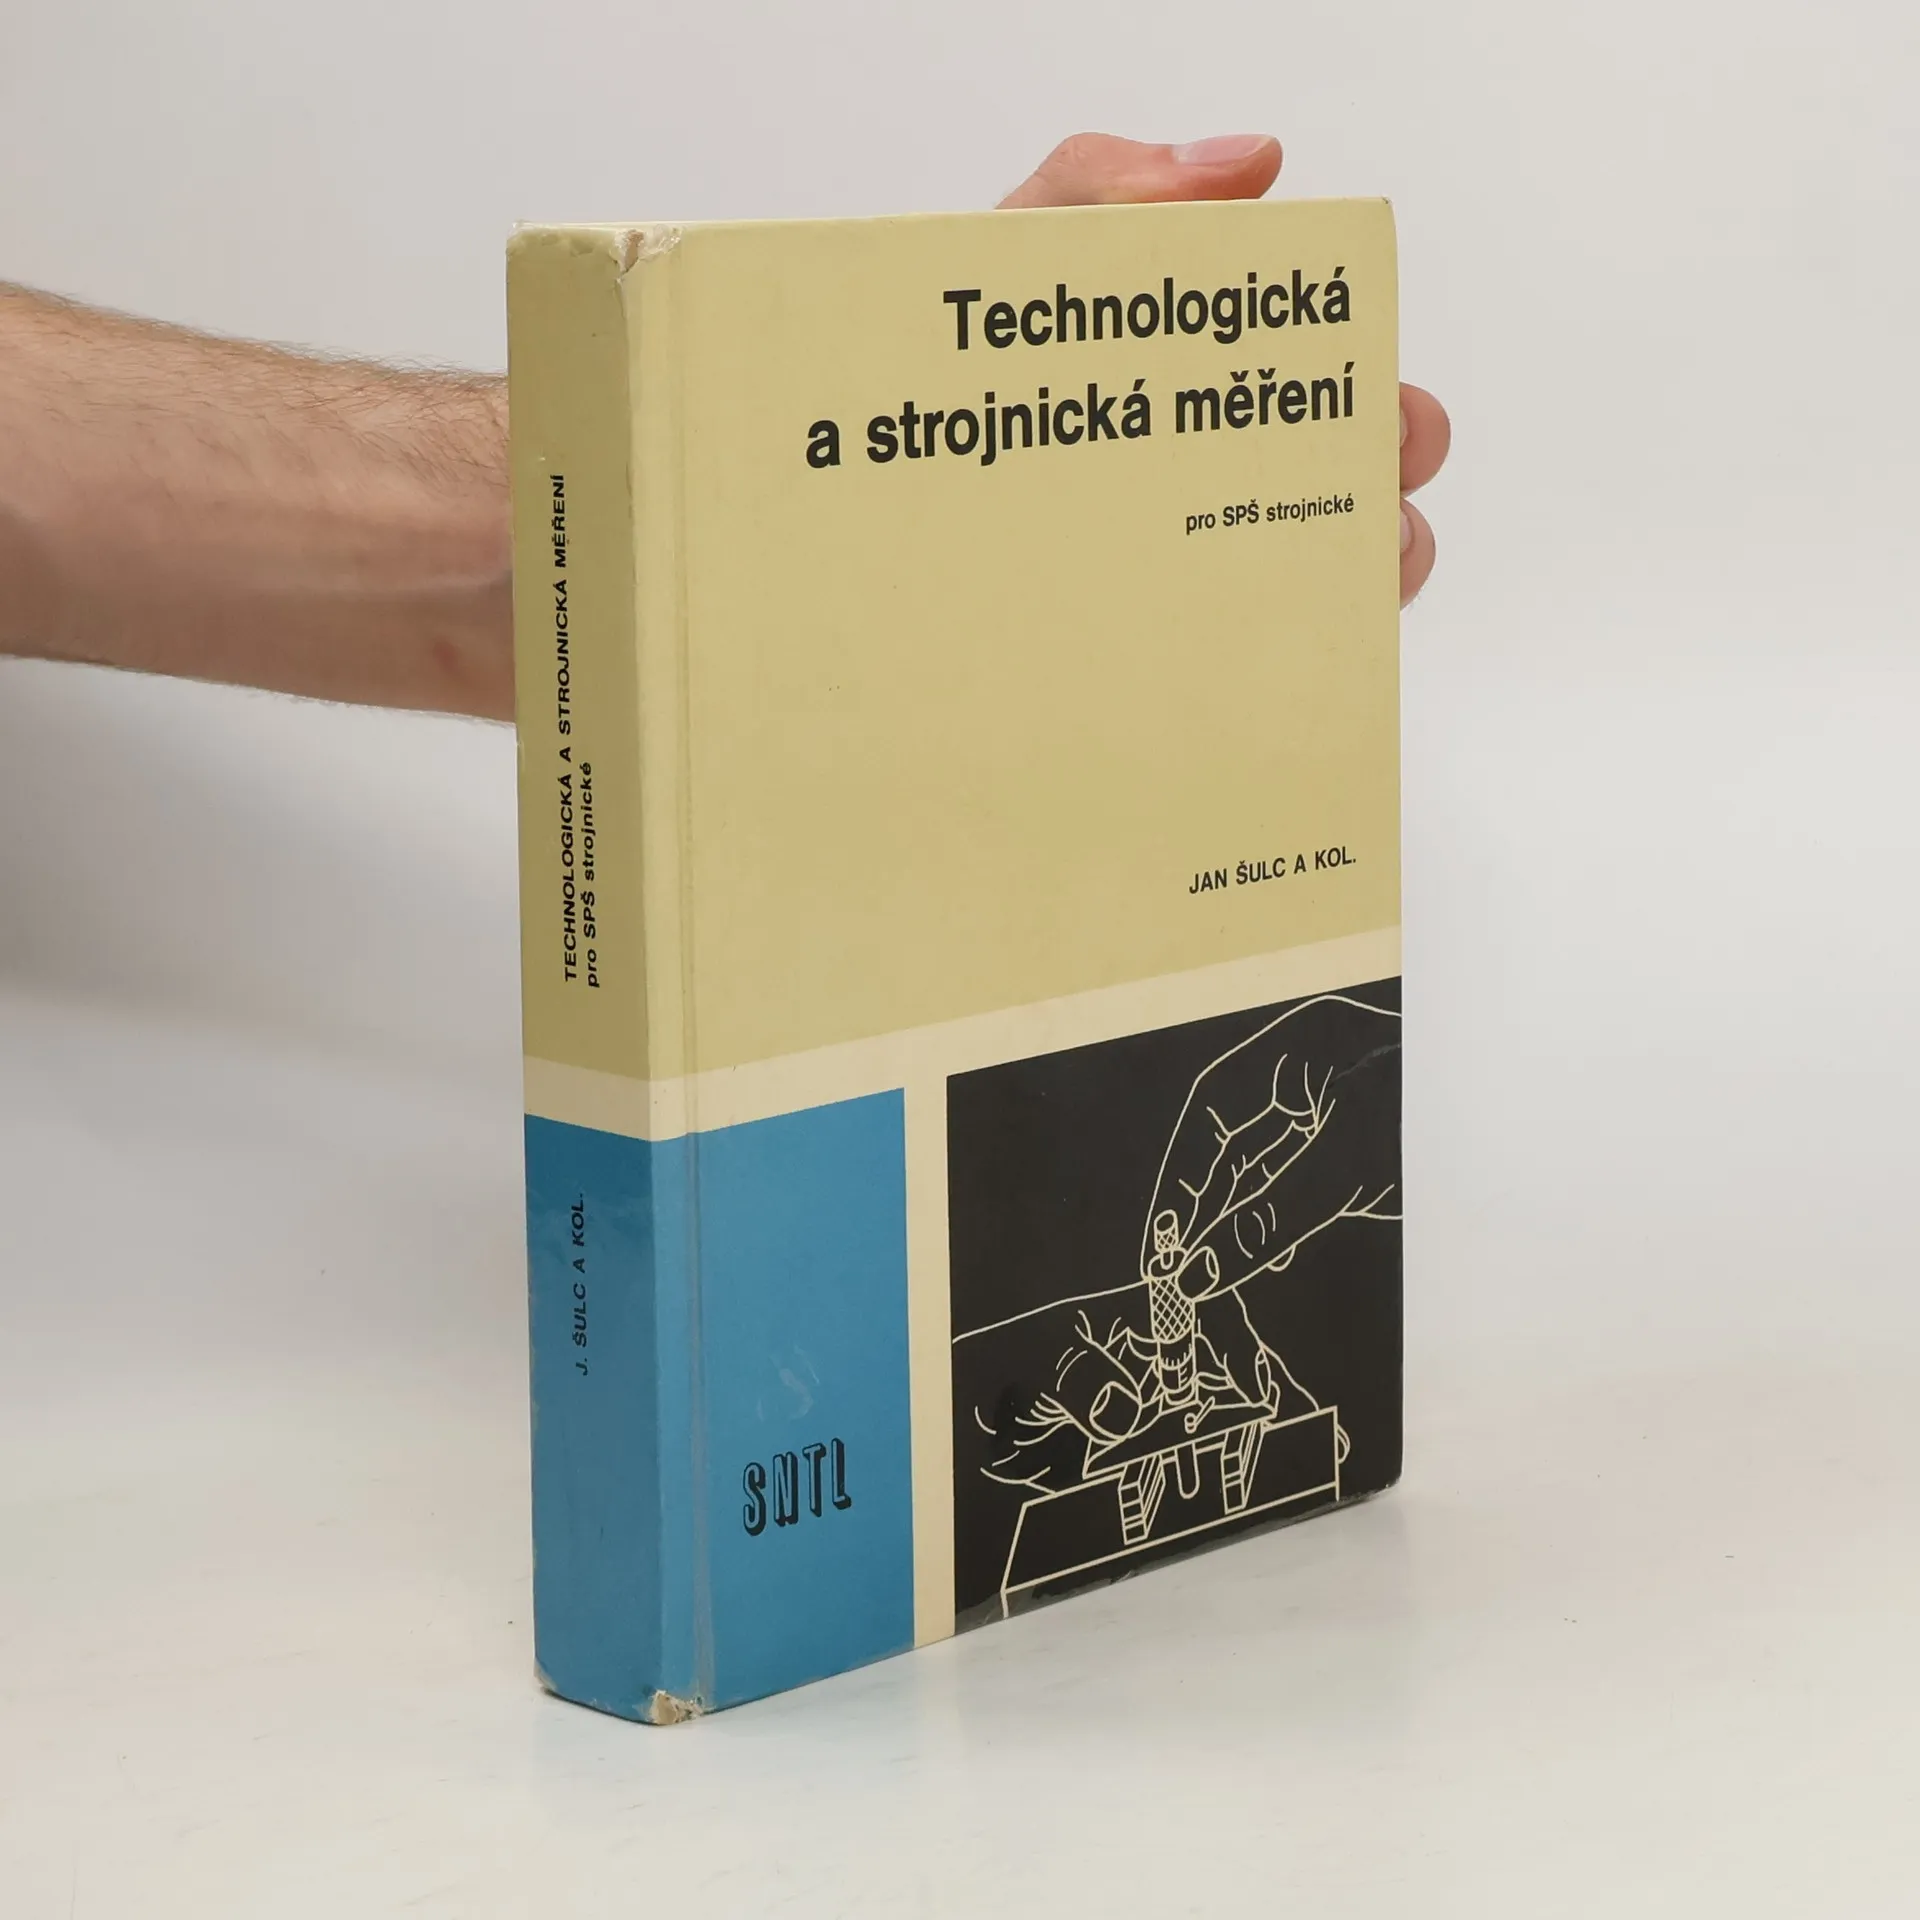 Technologická
a strojnická měření
pro SPŠ strojnické
JAN ŠULC A KOL.
SNTL
TECHNOLOGICKÁ A STROJNICKÁ MĚŘENÍ
pro SPŠ strojnické
J. ŠULC A KOL.